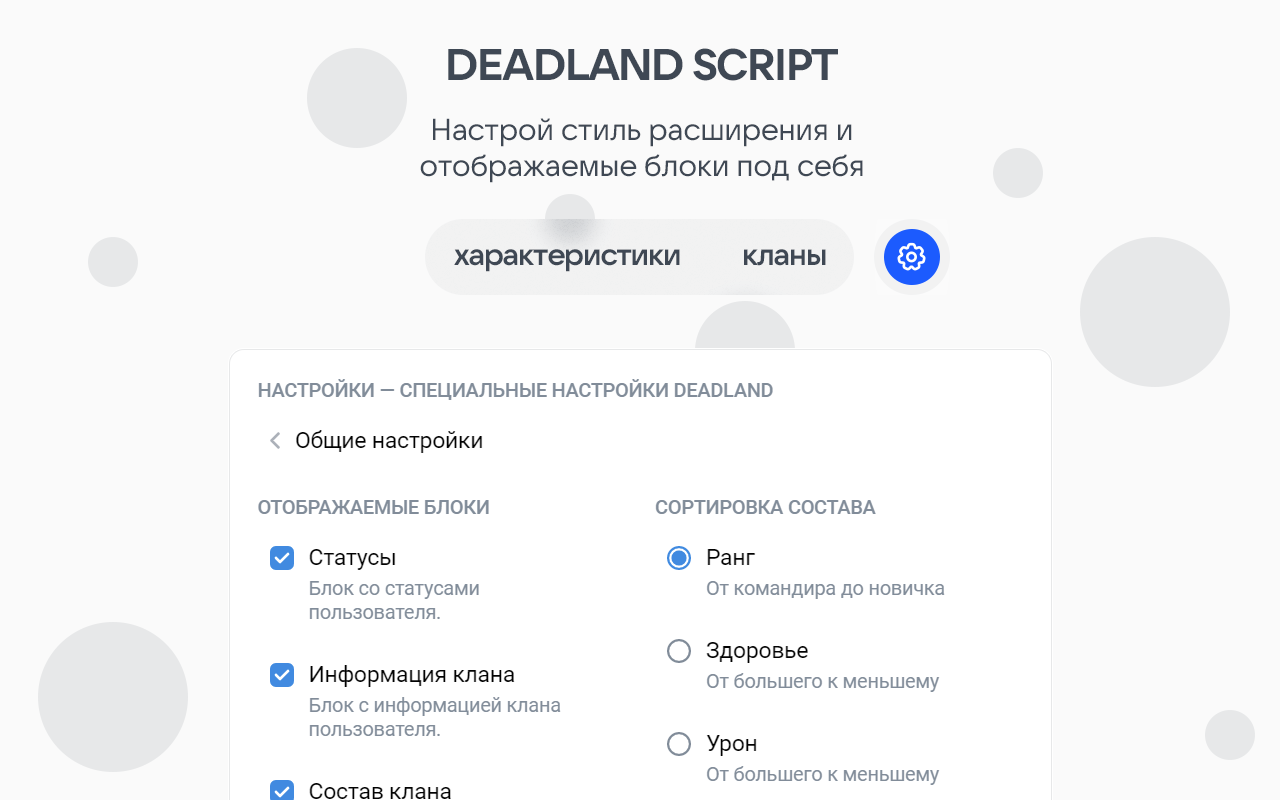 DEADLAND SCRIPT
Настрой стиль расширения и
отображаемые блоки под себя
характеристики
кланы
НАСТРОЙКИ — СПЕЦИАЛЬНЫЕ НАСТРОЙКИ DEADLAND
Общие настройки
ОТОБРАЖАЕМЫЕ БЛОКИ
Статусы
Блок со статусами
пользователя.
Информация клана
Блок с информацией клана
пользователя.
Состав клана
СОРТИРОВКА СОСТАВА
Ранг
От командира до новичка
Здоровье
От большего к меньшему
Урон
От большего к меньшему